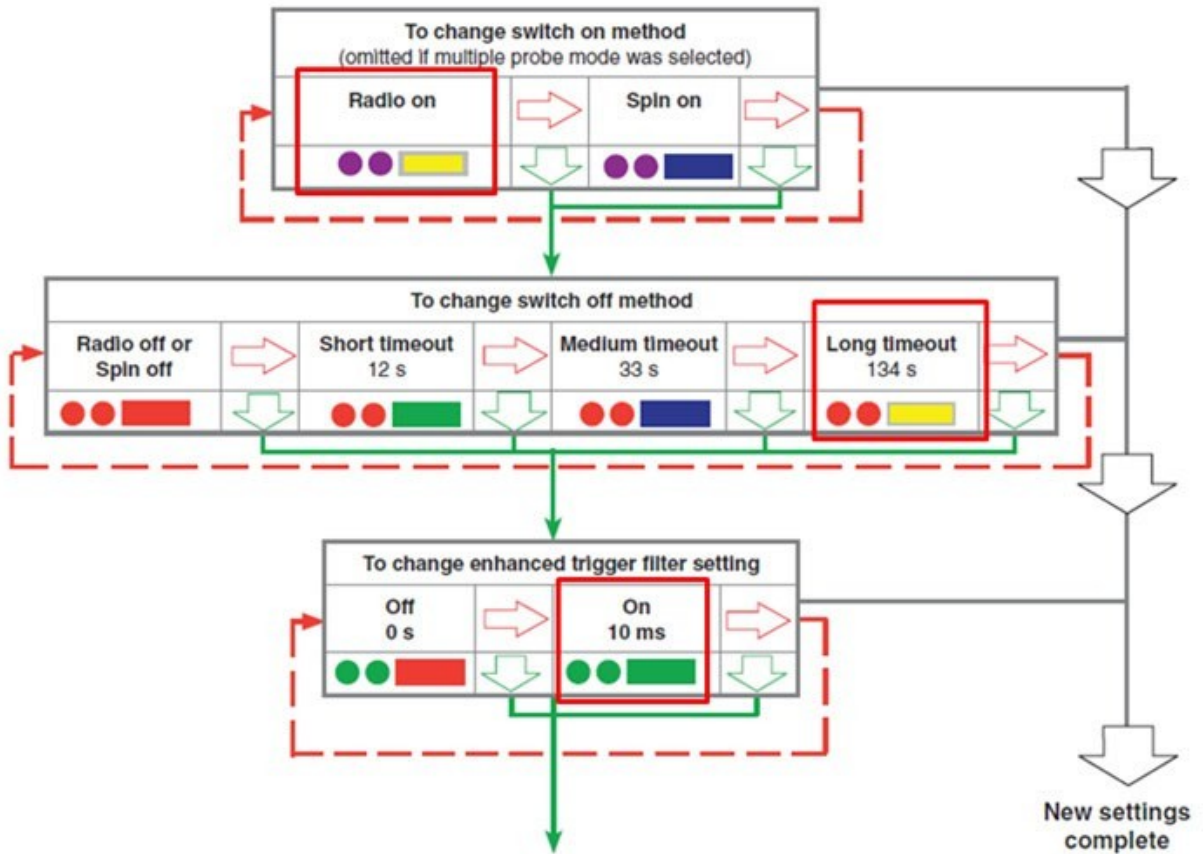 To change switch on method
(omitted if multiple probe mode was selected)
Radio on
Spin on
To change switch off method
Radio off or
Spin off
Short timeout
12 s
Medium timeout
33 s
Long timeout
134 s
To change enhanced trigger filter setting
Off
0 s
On
10 ms
New settings
complete